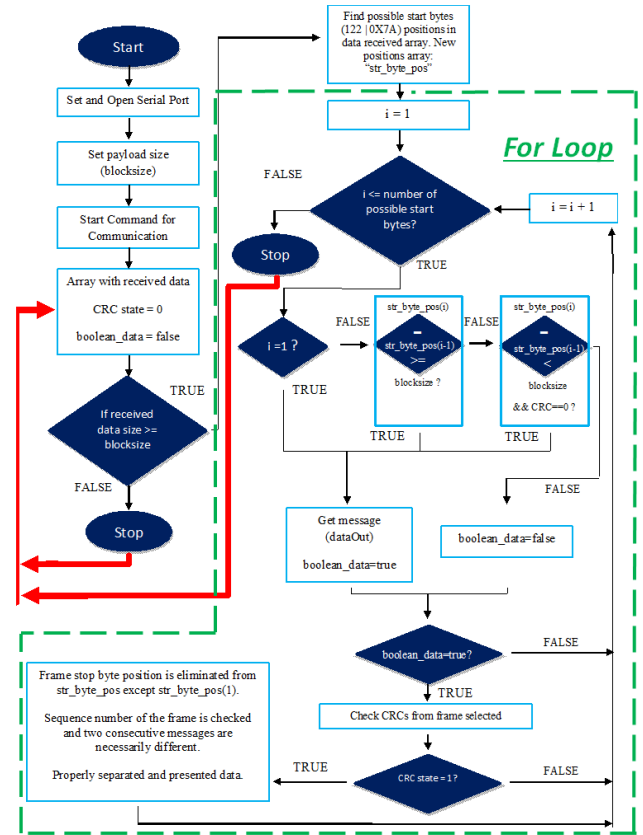 Start
Set and Open Serial Port
Set payload size
(blocksize)
Start Command for
Communication
Array with received data
CRC state = 0
boolean_data = false
If received
data size >=
blocksize
TRUE
FALSE
Stop
Find possible start bytes
(122 | 0X7A) positions in
data received array. New
positions array:
“str_byte_pos”
For Loop
i = 1
i <= number of
possible start
bytes?
FALSE
Stop
TRUE
i = i + 1
i =1 ?
FALSE
TRUE
str_byte_pos(i)
-
str_byte_pos(i-1)
>=
blocksize ?
FALSE
TRUE
str_byte_pos(i)
-
str_byte_pos(i-1)
<
blocksize
&& CRC==0 ?
TRUE
FALSE
Get message
(dataOut)
boolean_data=true
boolean_data=false
boolean_data=true?
FALSE
TRUE
Check CRCs from frame selected
CRC state = 1 ?
TRUE
FALSE
Frame stop byte position is eliminated from
str_byte_pos except str_byte_pos(1).
Sequence number of the frame is checked
and two consecutive messages are
necessarily different.
Properly separated and presented data.